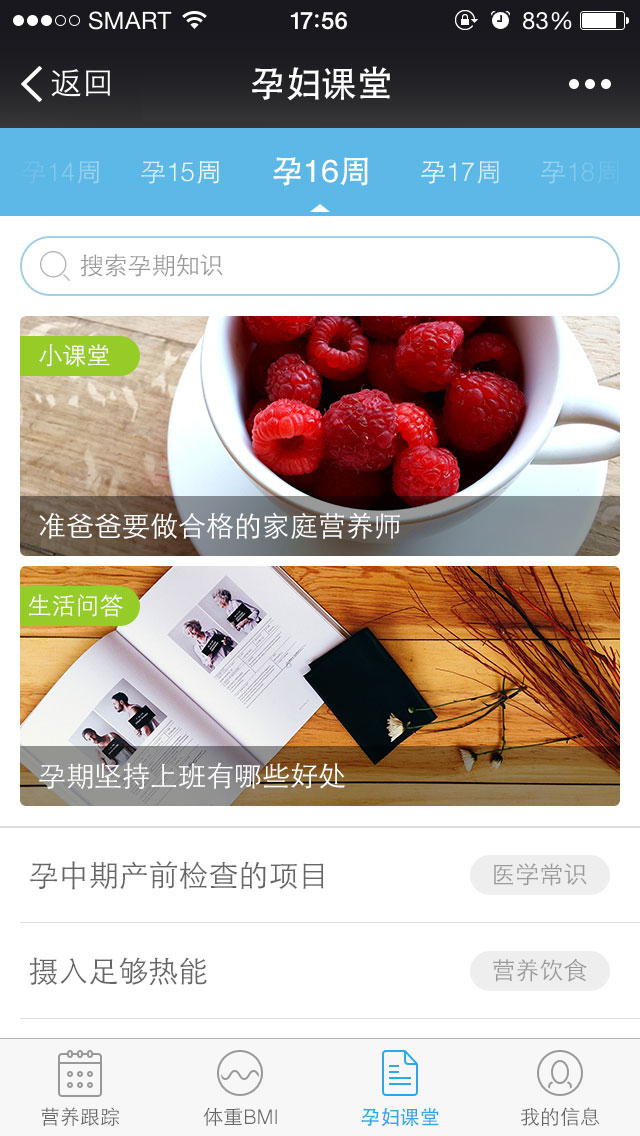 SMART 17:56 83%
返回 孕妇课堂
孕14周 孕15周 孕16周 孕17周 孕18周
搜索孕期知识
小课堂
准爸爸要做合格的家庭营养师
生活问答
孕期坚持上班有哪些好处
孕中期产前检查的项目 医学常识
摄入足够热能 营养饮食
营养跟踪 体重BMI 孕妇课堂 我的信息